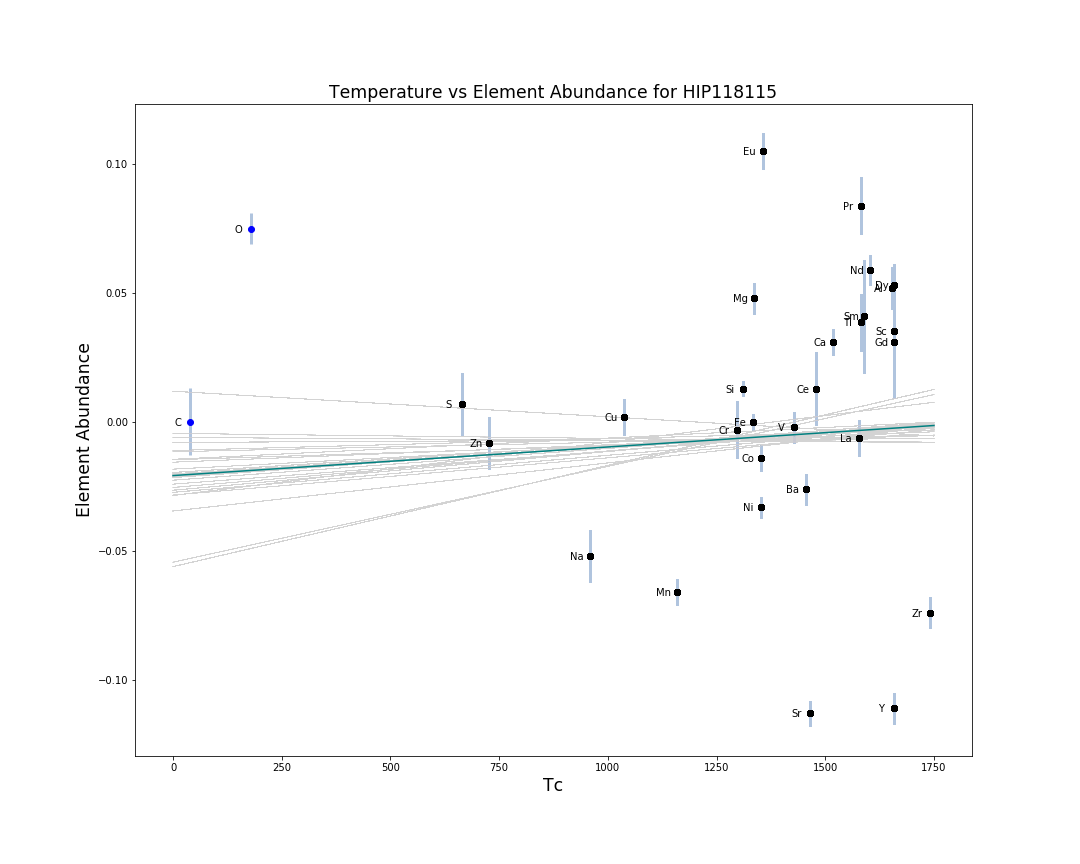 Temperature vs Element Abundance for HIP118115
Element Abundance
0.10
0.05
0.00
−0.05
−0.10
Eu
O
Pr
Nd
Dy
Al
Mg
Sm
Ti
Sc
Ca
Gd
Si
Ce
S
Cu
C
Fe
Cr
V
Zn
La
Co
Ba
Ni
Na
Mn
Zr
Sr
Y
0
250
500
750
1000
1250
1500
1750
Tc